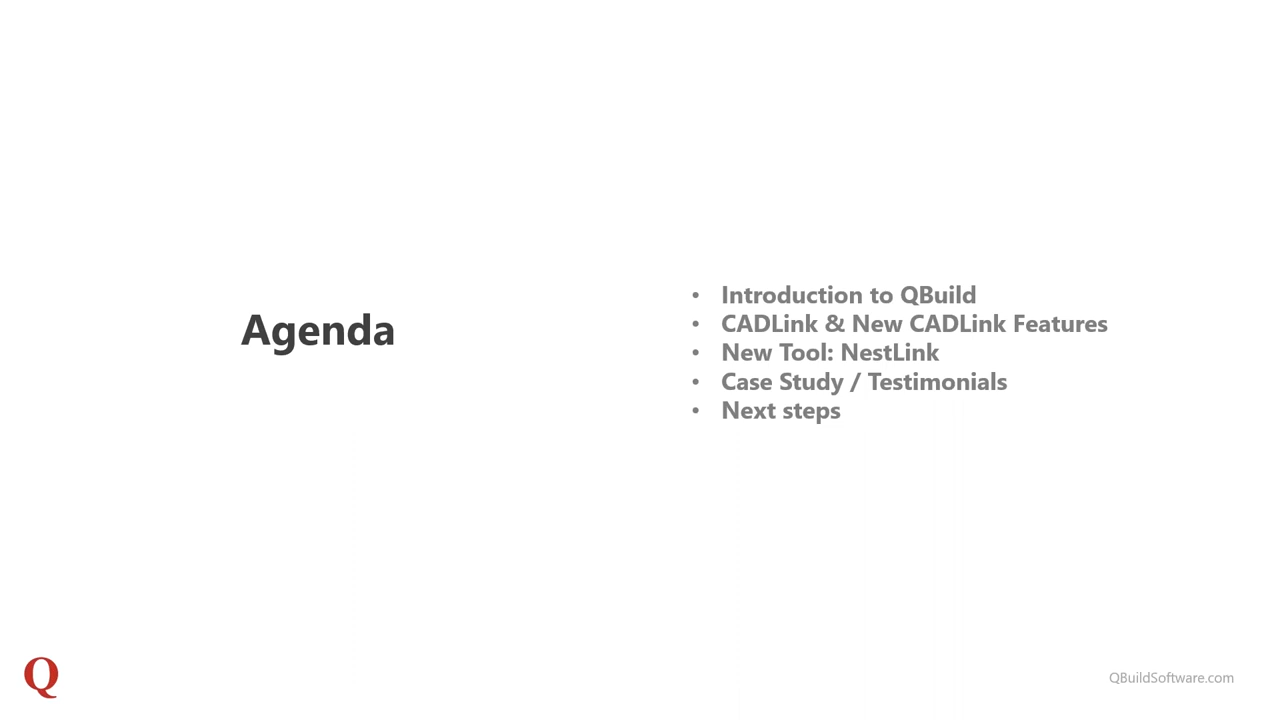 Agenda
• Introduction to QBuild
• CADLink & New CADLink Features
• New Tool: NestLink
• Case Study / Testimonials
• Next steps
Q
QBuildSoftware.com